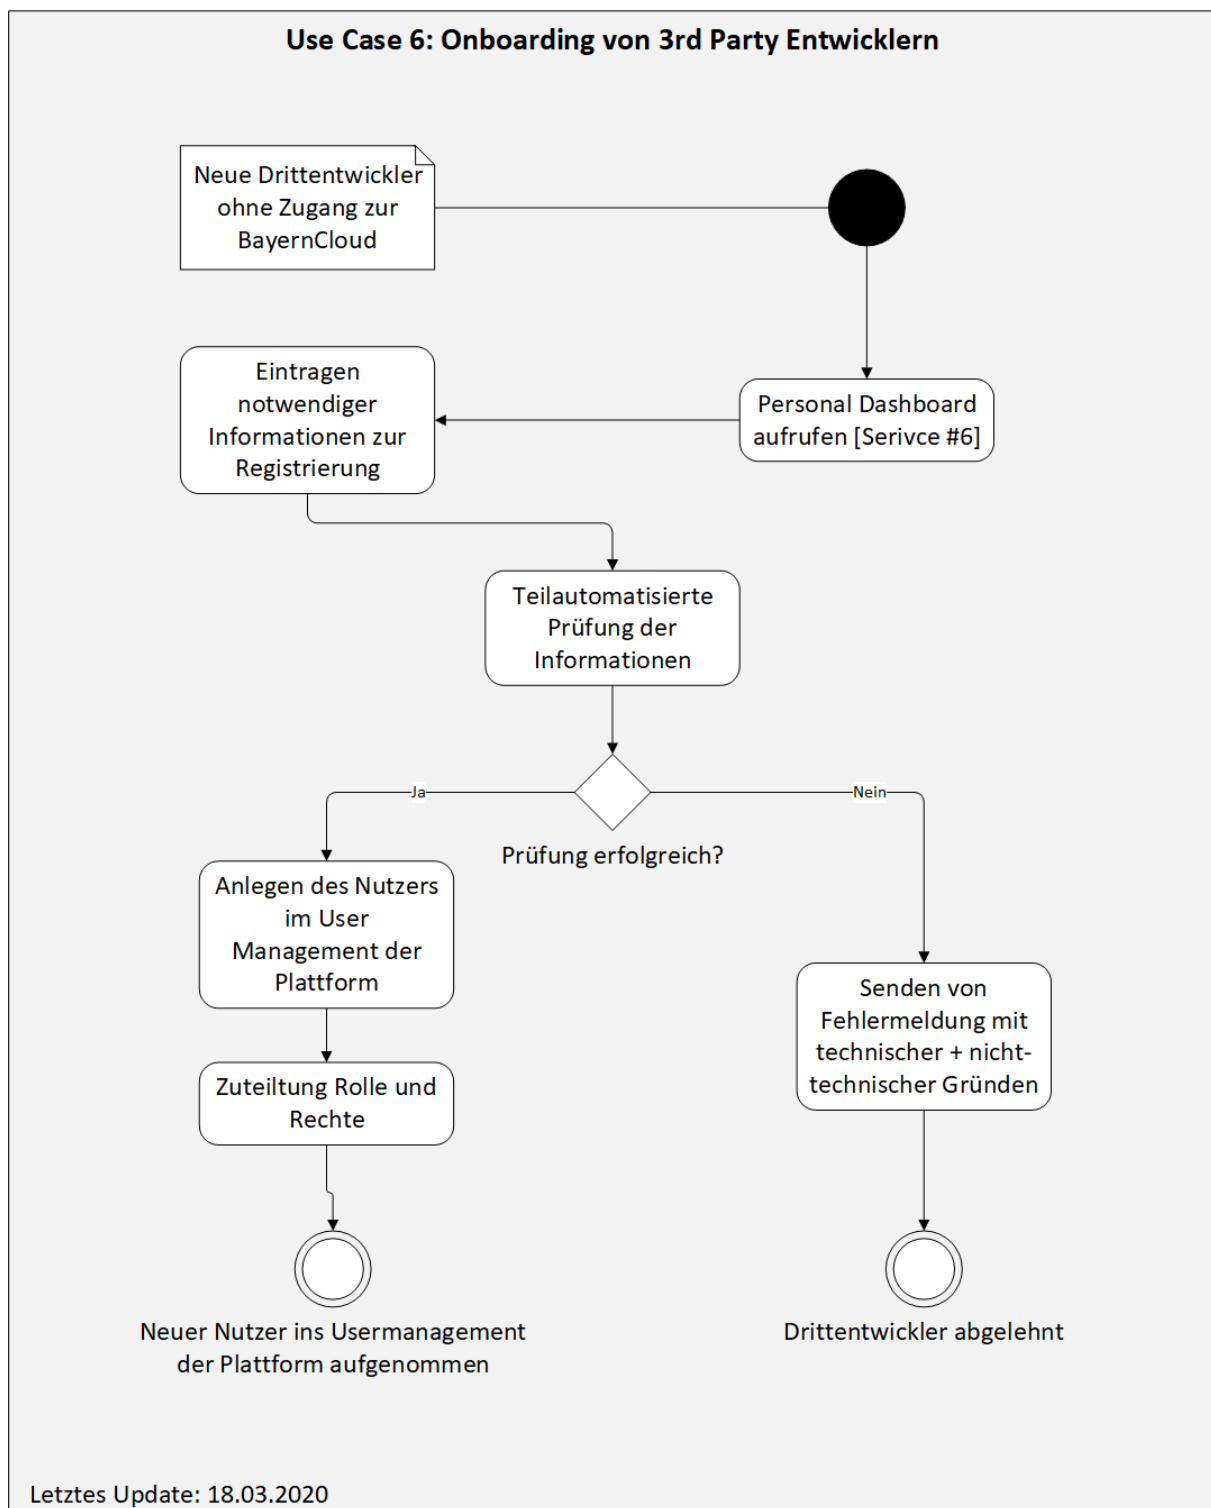 Use Case 6: Onboarding von 3rd Party Entwicklern
Neue Drittentwickler
ohne Zugang zur
BayernCloud
Eintragen
notwendiger
Informationen zur
Registrierung
Personal Dashboard
aufrufen [Serivce #6]
Teilautomatisierte
Prüfung der
Informationen
Ja
Nein
Prüfung erfolgreich?
Anlegen des Nutzers
im User
Management der
Plattform
Senden von
Fehlermeldung mit
technischer + nicht-
technischer Gründen
Zuteiltung Rolle und
Rechte
Neuer Nutzer ins Usermanagement
der Plattform aufgenommen
Drittentwickler abgelehnt
Letztes Update: 18.03.2020